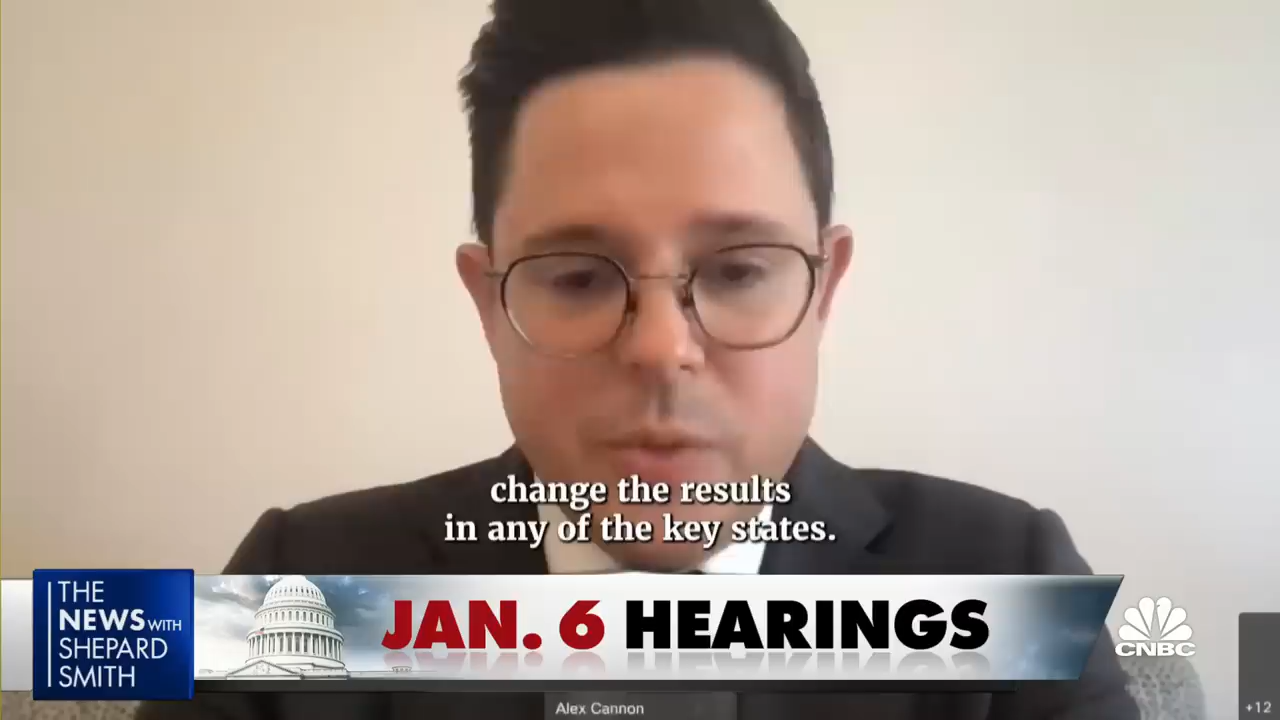 change the results
in any of the key states.
THE
NEWS WITH
SHEPARD
SMITH
JAN. 6 HEARINGS
CNBC
Alex Cannon
+12